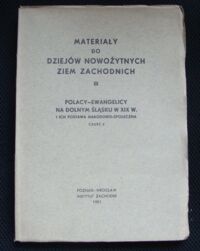 MATERIAŁY
DO
DZIEJÓW NOWOŻYTNYCH
ZIEM ZACHODNICH
III
POLACY—EWANGELICY
NA DOLNYM ŚLĄSKU W XIX W.
I ICH POSTAWA NARODOWO-SPOŁECZNA
CZĘŚĆ
POZNAŃ—WROCŁAW
INSTYTUT ZACHODNI